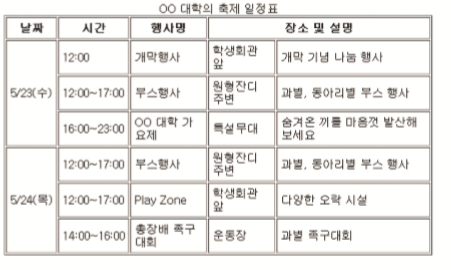 OO 대학의 축제 일정표
날짜 시간 행사명 장소 및 설명
5/23(수) 12:00 개막행사 학생회관 앞 개막 기념 나눔 행사
12:00~17:00 부스행사 원형잔디 주변 과별, 동아리별 부스 행사
16:00~23:00 OO 대학 가요제 특설무대 숨겨온 끼를 마음껏 발산해 보세요
5/24(목) 12:00~17:00 부스행사 원형잔디 주변 과별, 동아리별 부스 행사
12:00~17:00 Play Zone 학생회관 앞 다양한 오락 시설
14:00~16:00 총장배 족구대회 운동장 과별 족구대회